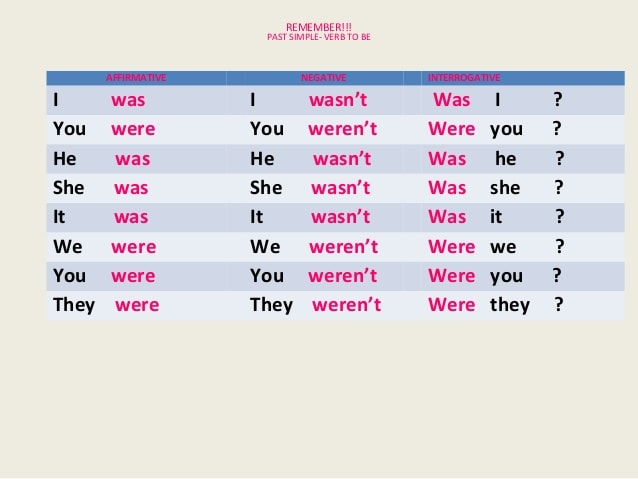 REMEMBER!!!
PAST SIMPLE- VERB TO BE
AFFIRMATIVE NEGATIVE INTERROGATIVE
I was I wasn’t Was I ?
You were You weren’t Were you ?
He was He wasn’t Was he ?
She was She wasn’t Was she ?
It was It wasn’t Was it ?
We were We weren’t Were we ?
You were You weren’t Were you ?
They were They weren’t Were they ?